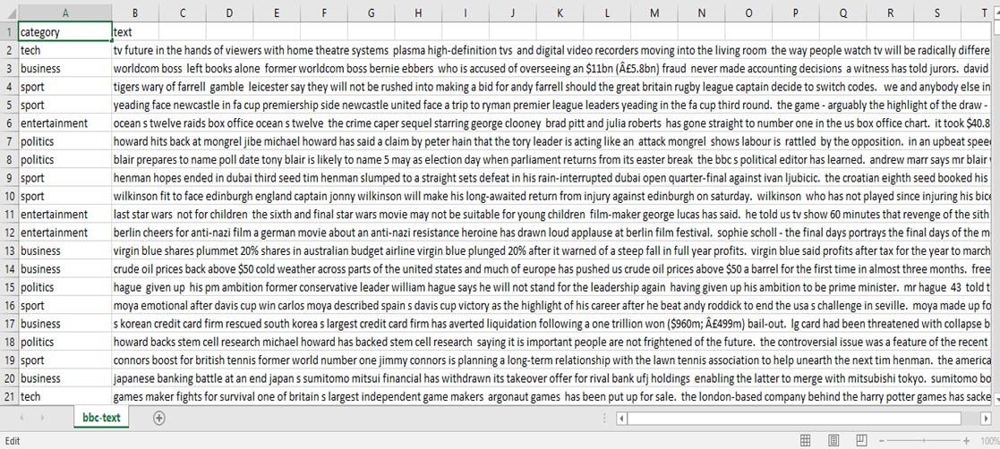 A B C D E F G H I J K L M N O P Q R S T
1 category text
2 tech tv future in the hands of viewers with home theatre systems plasma high-definition tvs and digital video recorders moving into the living room the way people watch tv will be radically differe
3 business worldcom boss left books alone former worldcom boss bernie ebbers who is accused of overseeing an $11bn (Â£5.8bn) fraud never made accounting decisions a witness has told jurors. david
4 sport tigers wary of farrell gamble leicester say they will not be rushed into making a bid for andy farrell should the great britain rugby league captain decide to switch codes. we and anybody else in
5 sport yeading face newcastle in fa cup premiership side newcastle united face a trip to ryman premier league leaders yeading in the fa cup third round. the game - arguably the highlight of the draw -
6 entertainment ocean s twelve raids box office ocean s twelve the crime caper sequel starring george clooney brad pitt and julia roberts has gone straight to number one in the us box office chart. it took $40.8
7 politics howard hits back at mongrel jibe michael howard has said a claim by peter hain that the tory leader is acting like an attack mongrel shows labour is rattled by the opposition. in an upbeat spee
8 politics blair prepares to name poll date tony blair is likely to name 5 may as election day when parliament returns from its easter break the bbc s political editor has learned. andrew marr says mr blair
9 sport henman hopes ended in dubai third seed tim henman slumped to a straight sets defeat in his rain-interrupted dubai open quarter-final against ivan ljubicic. the croatian eighth seed booked his
10 sport wilkinson fit to face edinburgh england captain jonny wilkinson will make his long-awaited return from injury against edinburgh on saturday. wilkinson who has not played since injuring his bice
11 entertainment last star wars not for children the sixth and final star wars movie may not be suitable for young children film-maker george lucas has said. he told us tv show 60 minutes that revenge of the sith
12 entertainment berlin cheers for anti-nazi film a german movie about an anti-nazi resistance heroine has drawn loud applause at berlin film festival. sophie scholl - the final days portrays the final days of the m
13 business virgin blue shares plummet 20% shares in australian budget airline virgin blue plunged 20% after it warned of a steep fall in full year profits. virgin blue said profits after tax for the year to march
14 business crude oil prices back above $50 cold weather across parts of the united states and much of europe has pushed us crude oil prices above $50 a barrel for the first time in almost three months. free
15 politics hague given up his pm ambition former conservative leader william hague says he will not stand for the leadership again having given up his ambition to be prime minister. mr hague 43 told t
16 sport moya emotional after davis cup win carlos moya described spain s davis cup victory as the highlight of his career after he beat andy roddick to end the usa s challenge in seville. moya made up fo
17 business s korean credit card firm rescued south korea s largest credit card firm has averted liquidation following a one trillion won ($960m; Â£499m) bail-out. lg card had been threatened with collapse b
18 politics howard backs stem cell research michael howard has backed stem cell research saying it is important people are not frightened of the future. the controversial issue was a feature of the recent
19 sport connors boost for british tennis former world number one jimmy connors is planning a long-term relationship with the lawn tennis association to help unearth the next tim henman. the america
20 business japanese banking battle at an end japan s sumitomo mitsui financial has withdrawn its takeover offer for rival bank ufj holdings enabling the latter to merge with mitsubishi tokyo. sumitomo bo
21 tech games maker fights for survival one of britain s largest independent game makers argonaut games has been put up for sale. the london-based company behind the harry potter games has sacke
bbc-text
Edit 100%